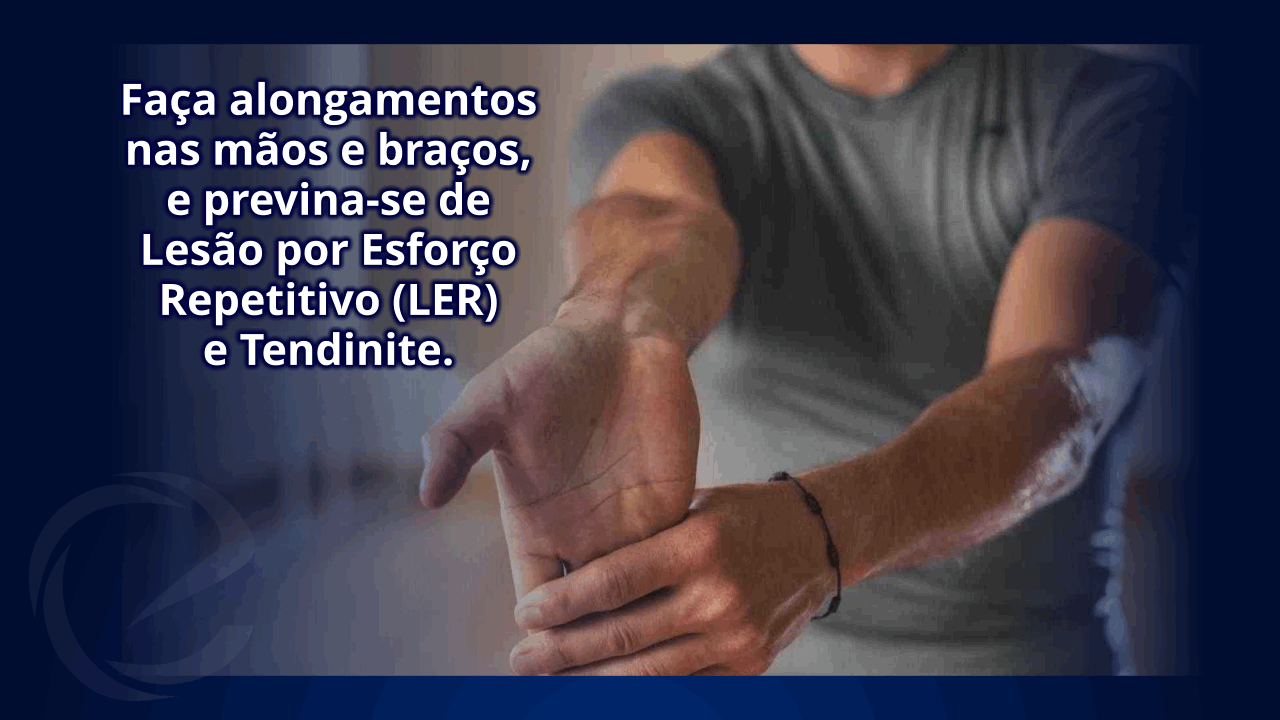 Faça alongamentos
nas mãos e braços,
e previna-se de
Lesão por Esforço
Repetitivo (LER)
e Tendinite.